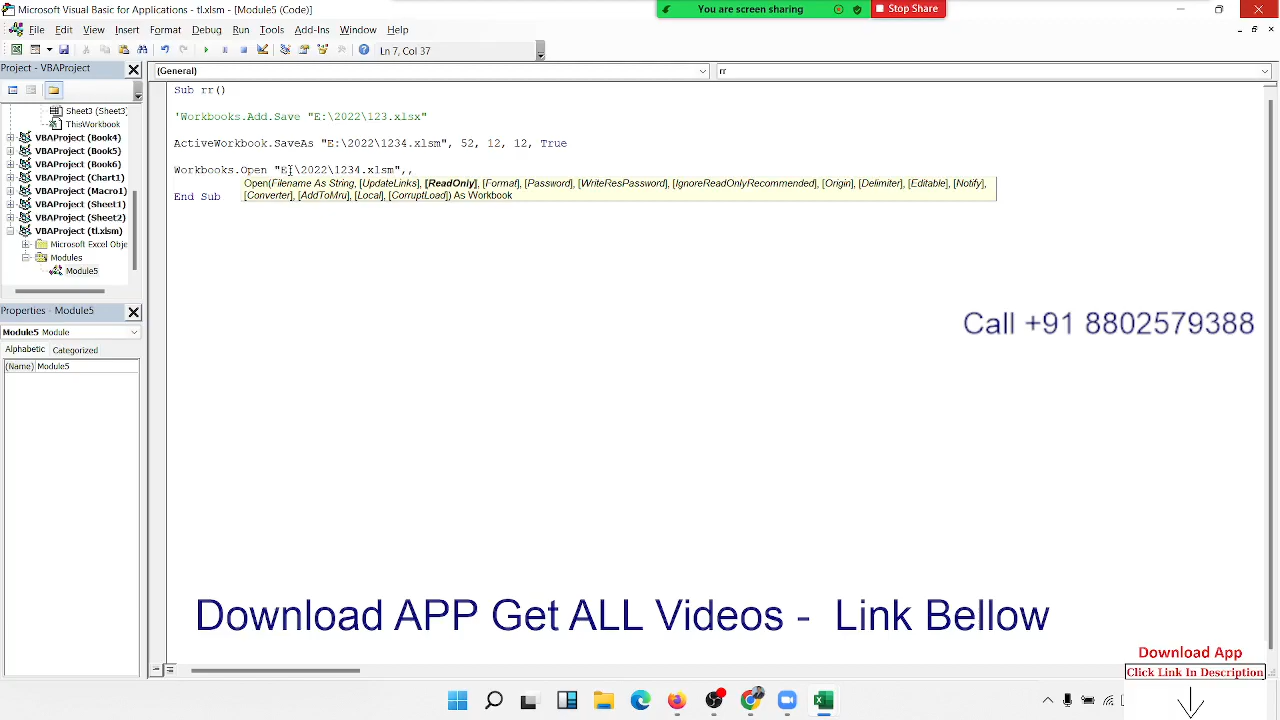 Microsoft Visual Basic for Applications - tl.xlsm - [Module5 (Code)]
You are screen sharing
Stop Share
File Edit View Insert Format Debug Run Tools Add-Ins Window Help
Ln 7, Col 37
Project - VBAProject
(General)
rr
Sheet3 (Sheet3)
ThisWorkbook
VBAProject (Book4)
VBAProject (Book5)
VBAProject (Book6)
VBAProject (Chart1)
VBAProject (Macro1)
VBAProject (Sheet1)
VBAProject (Sheet2)
VBAProject (tl.xlsm)
Microsoft Excel Obje
Modules
Module5
Sub rr()
'Workbooks.Add.Save "E:\2022\123.xlsx"
ActiveWorkbook.SaveAs "E:\2022\1234.xlsm", 52, 12, 12, True
Workbooks.Open "E:\2022\1234.xlsm",,
Open(Filename As String, [UpdateLinks], [ReadOnly], [Format], [Password], [WriteResPassword], [IgnoreReadOnlyRecommended], [Origin], [Delimiter], [Editable], [Notify],
[Converter], [AddToMru], [Local], [CorruptLoad]) As Workbook
End Sub
Properties - Module5
Module5 Module
Alphabetic Categorized
(Name) Module5
Call +91 8802579388
Download APP Get ALL Videos - Link Bellow
Download App
Click Link In Description